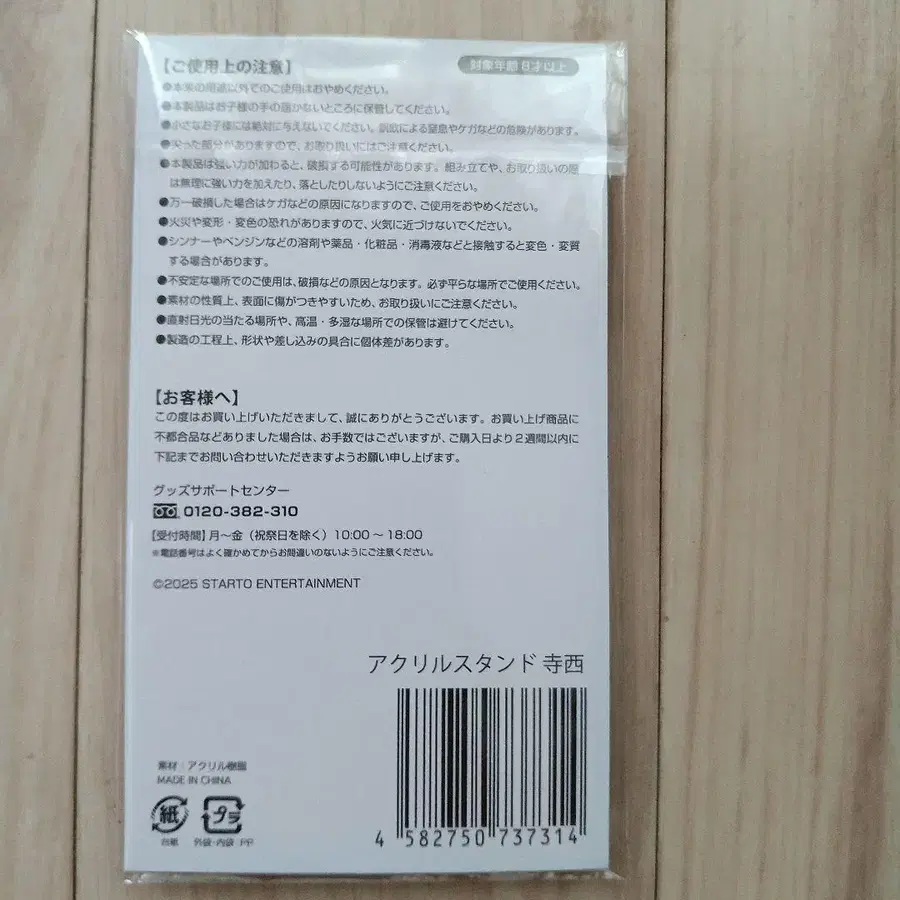 【ご使用上の注意】
対象年齢 8才以上
●本来の用途以外でのご使用はおやめください。
●本製品はお子様の手の届かないところに保管してください。
●小さなお子様には絶対に与えないでください。誤飲による窒息やケガなどの危険があります。
●尖った部分がありますので、お取り扱いにはご注意ください。
●本製品は強い力が加わると、破損する可能性があります。組み立てや、お取り扱いの際
は無理に強い力を加えたり、落としたりしないようにご注意ください。
●万一破損した場合はケガなどの原因になりますので、ご使用をおやめください。
●火災や変形・変色の恐れがありますので、火気に近づけないでください。
●シンナーやベンジンなどの溶剤や薬品・化粧品・消毒液などと接触すると変色・変質
する場合があります。
●不安定な場所でのご使用は、破損などの原因となります。必ず平らな場所でご使用ください。
●素材の性質上、表面に傷がつきやすいため、お取り扱いにご注意ください。
●直射日光の当たる場所や、高温・多湿な場所での保管は避けてください。
●製造の工程上、形状や差し込みの具合に個体差があります。
【お客様へ】
この度はお買い上げいただきまして、誠にありがとうございます。お買い上げ商品に
不都合品などありました場合は、お手数ではございますが、ご購入日より2週間以内に
下記までお問い合わせいただきますようお願い申し上げます。
グッズサポートセンター
0120-382-310
【受付時間】月～金（祝祭日を除く）10:00～18:00
※電話番号はよく確かめてからお間違いのないようにご注意ください。
©2025 STARTO ENTERTAINMENT
アクリルスタンド 寺西
素材：アクリル樹脂
MADE IN CHINA
紙
プラ
台紙
外袋・内袋 PP
4 582750 737314